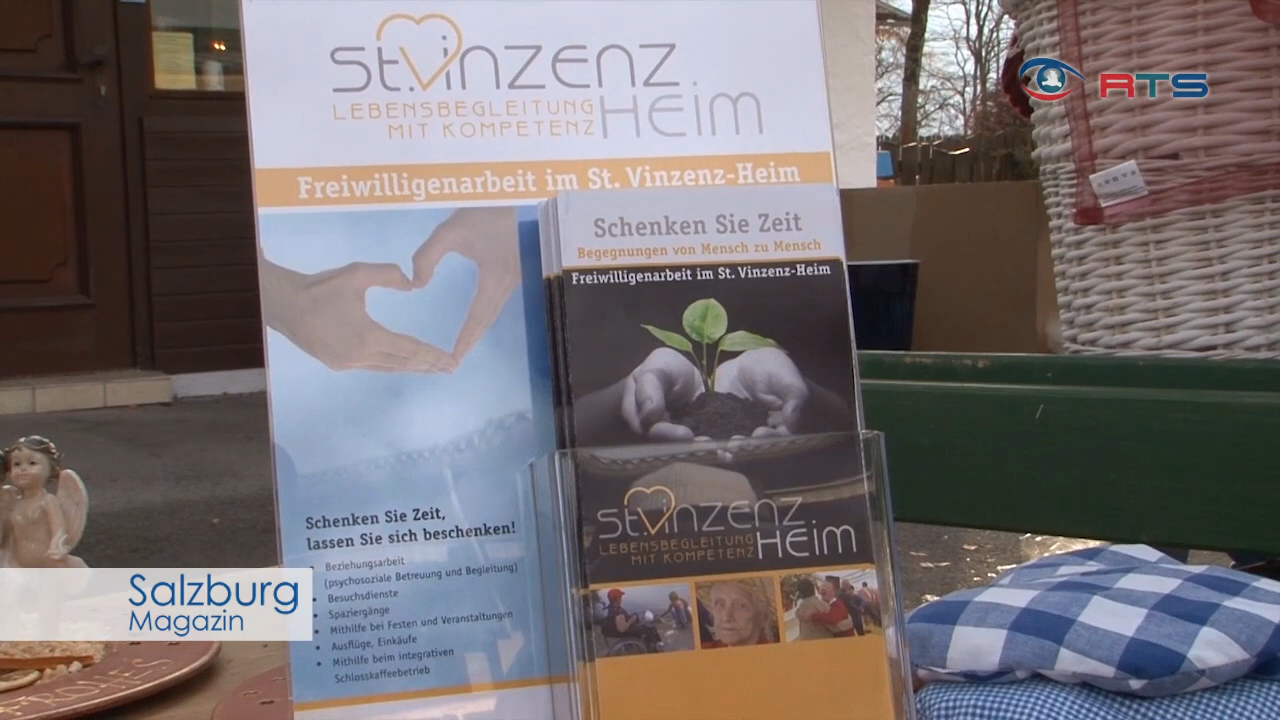 St. Vinzenz
LEBENSBEGLEITUNG
MIT KOMPETENZ
HEIM
RTS
Freiwilligenarbeit im St. Vinzenz-Heim
Schenken Sie Zeit
Begegnungen von Mensch zu Mensch
Freiwilligenarbeit im St. Vinzenz-Heim
Schenken Sie Zeit,
lassen Sie sich beschenken!
• Beziehungsarbeit
(psychosoziale Betreuung und Begleitung)
• Besuchsdienste
• Spaziergänge
• Mithilfe bei Festen und Veranstaltungen
• Ausflüge, Einkäufe
• Mithilfe beim integrativen
Schlosskaffeebetrieb
St. Vinzenz
LEBENSBEGLEITUNG
MIT KOMPETENZ
HEIM
Salzburg
Magazin
FROHES